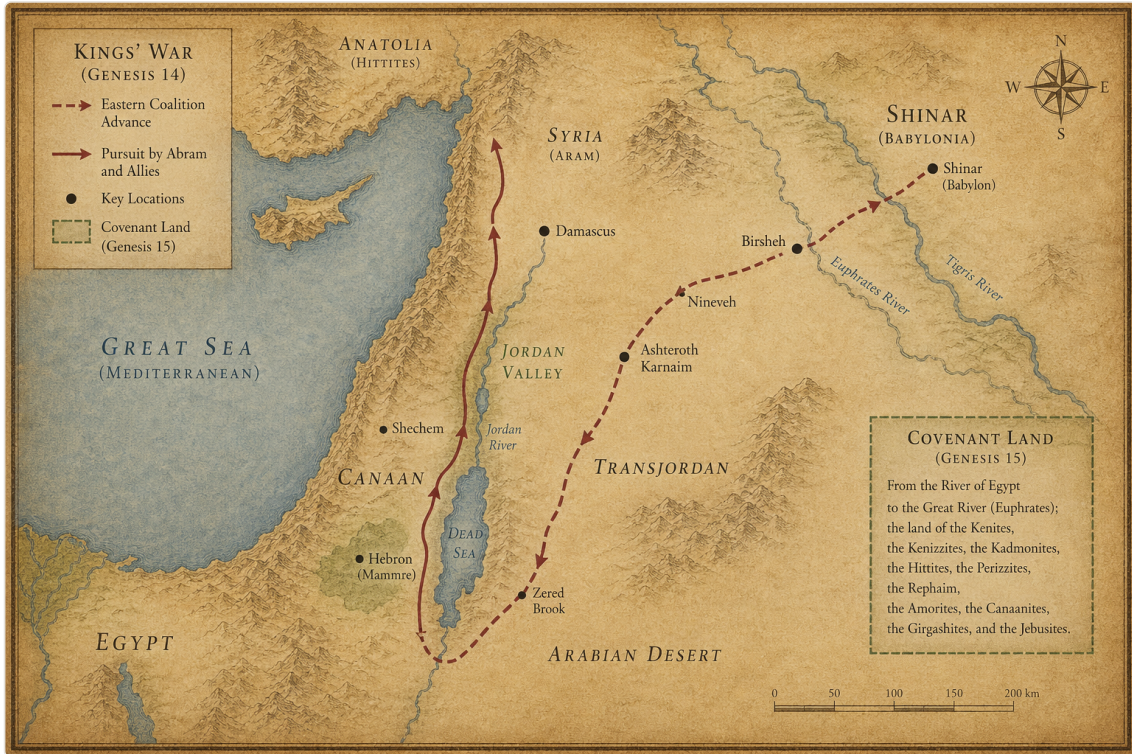 KINGS' WAR
(GENESIS 14)
Eastern Coalition
Advance
Pursuit by Abram
and Allies
Key Locations
Covenant Land
(Genesis 15)
ANATOLIA
(HITTITES)
N
W
E
S
SYRIA
(ARAM)
SHINAR
(BABYLONIA)
Shinar
(Babylon)
Damascus
Birsheh
Euphrates River
Tigris River
Nineveh
GREAT SEA
(MEDITERRANEAN)
JORDAN
VALLEY
Ashteroth
Karnaim
Shechem
Jordan
River
CANAAN
TRANSJORDAN
DEAD
SEA
Hebron
(Mammre)
Zered
Brook
EGYPT
ARABIAN DESERT
COVENANT LAND
(GENESIS 15)
From the River of Egypt
to the Great River (Euphrates);
the land of the Kenites,
the Kenizzites, the Kadmonites,
the Hittites, the Perizzites,
the Rephaim,
the Amorites, the Canaanites,
the Girgashites, and the Jebusites.
0 50 100 150 200 km